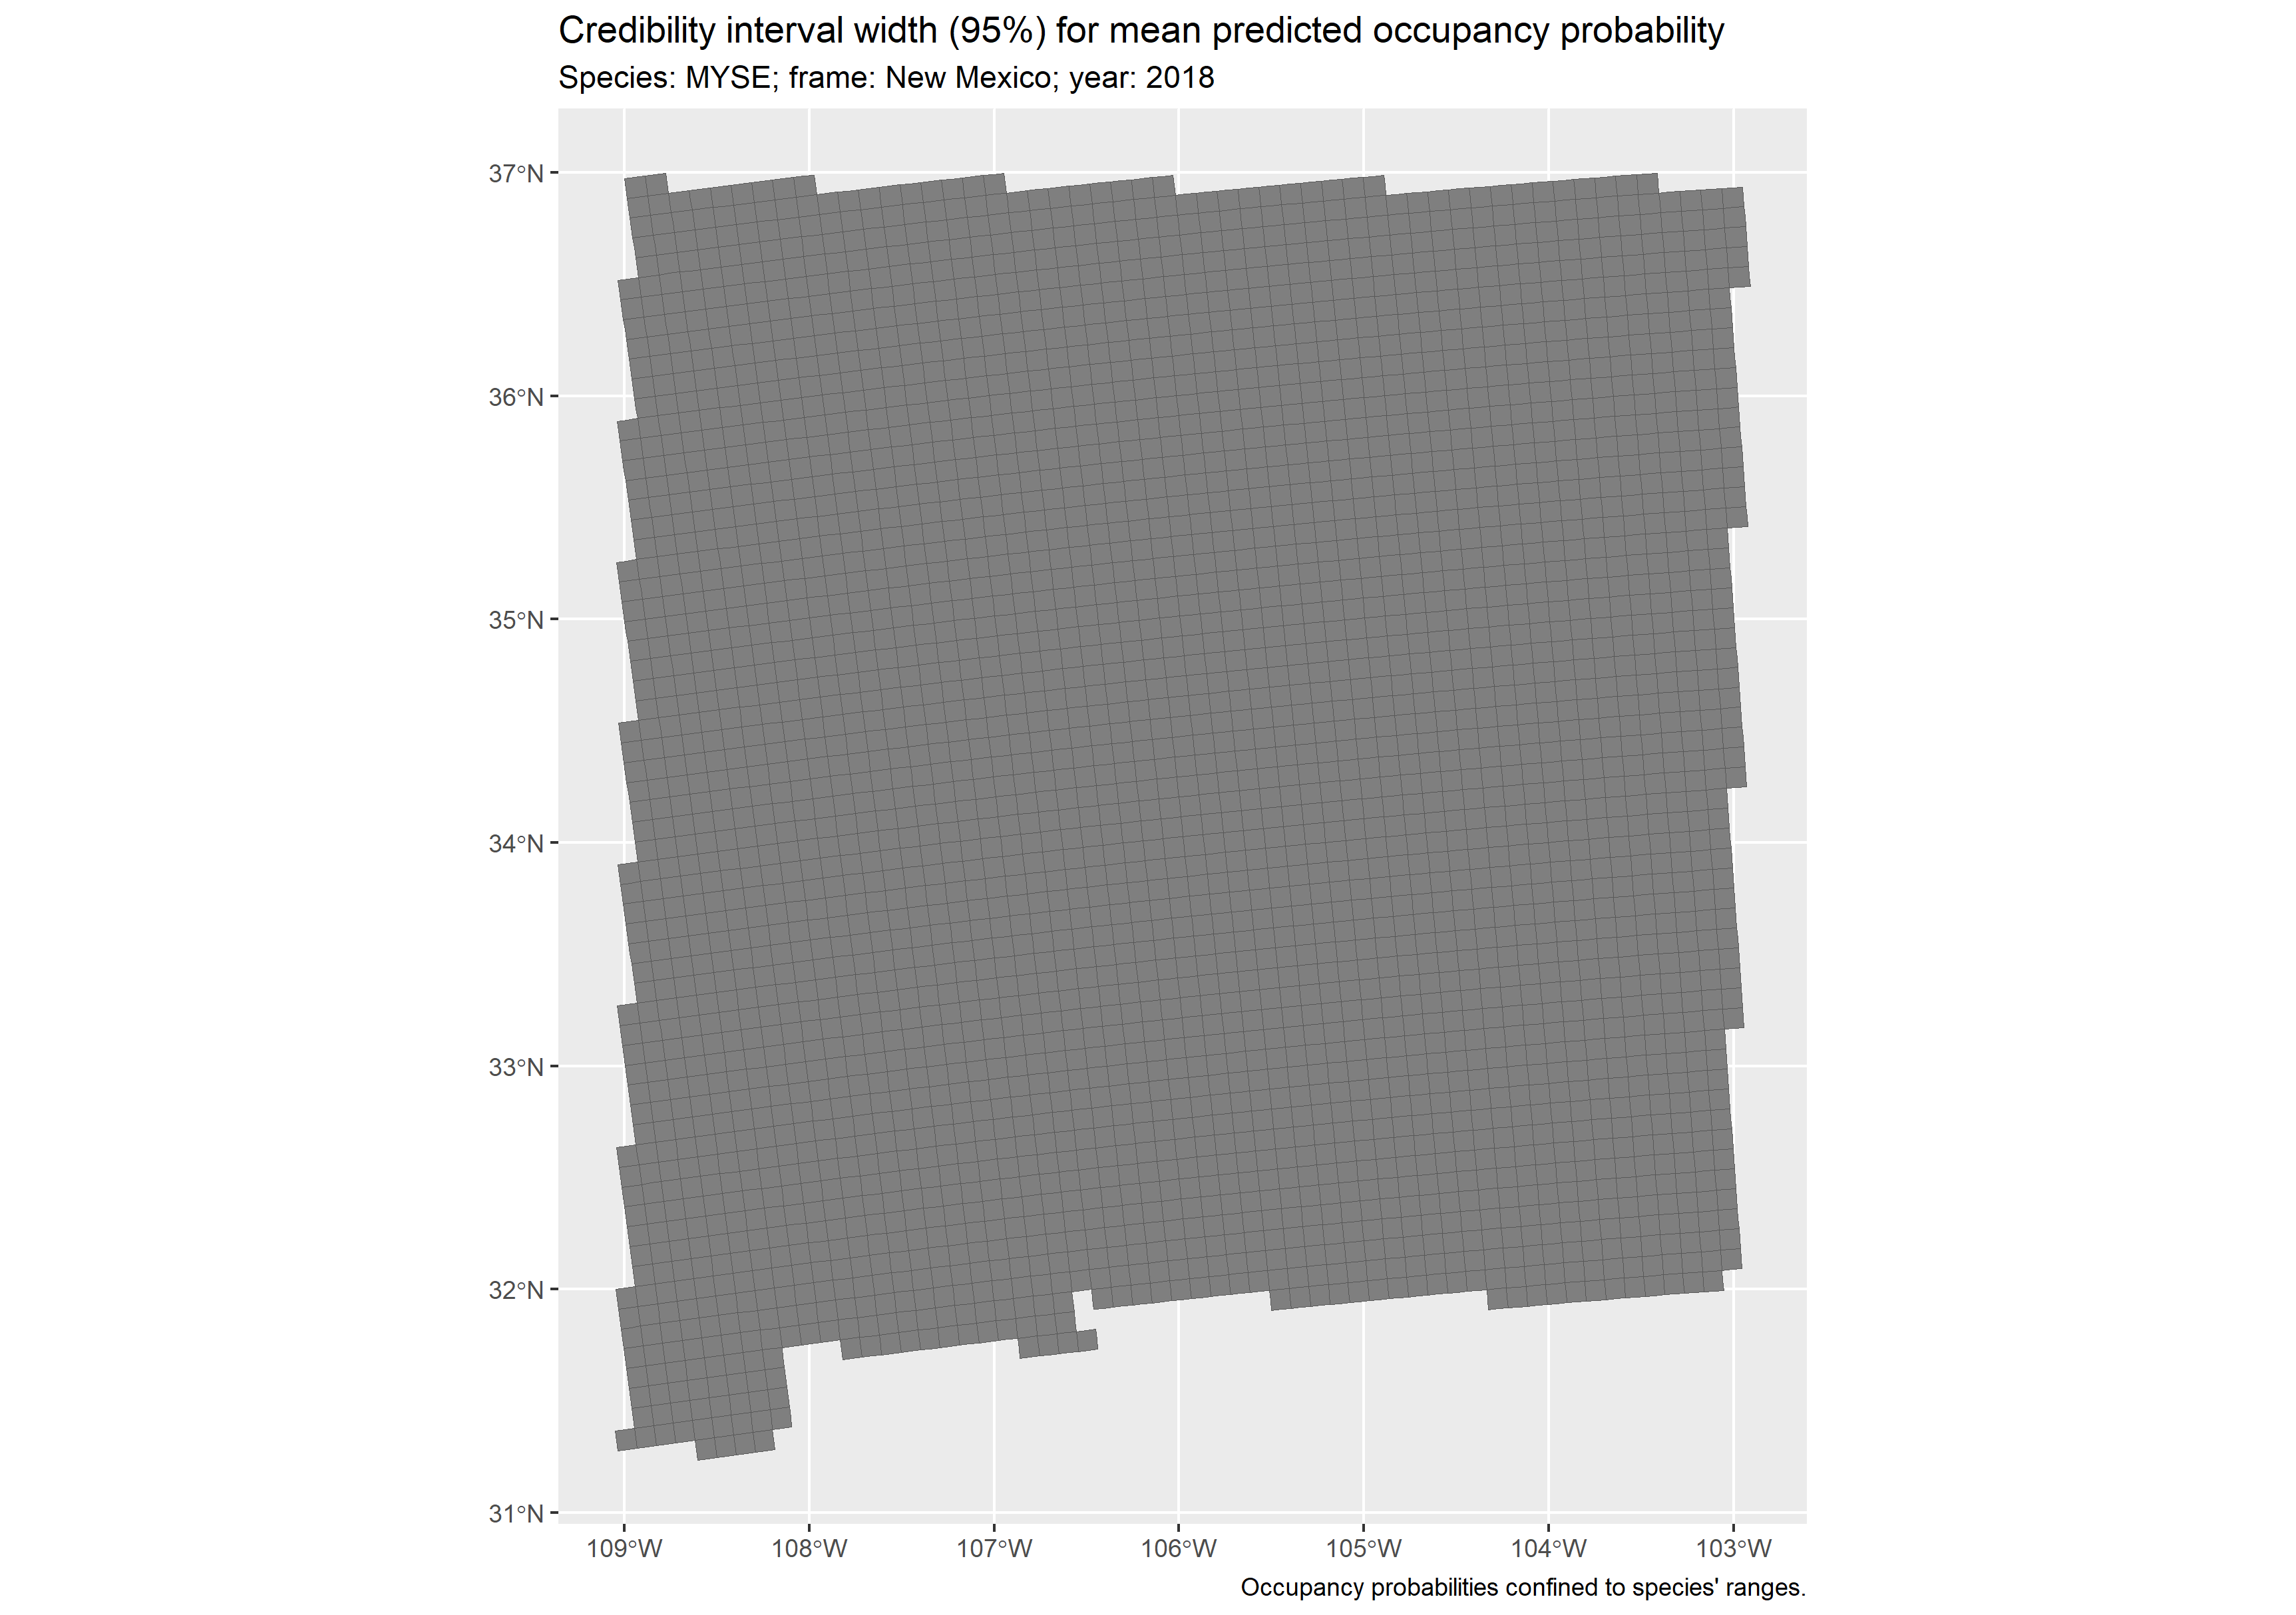 Credibility interval width (95%) for mean predicted occupancy probability
Species: MYSE; frame: New Mexico; year: 2018
37°N
36°N
35°N
34°N
33°N
32°N
31°N
109°W 108°W 107°W 106°W 105°W 104°W 103°W
Occupancy probabilities confined to species' ranges.